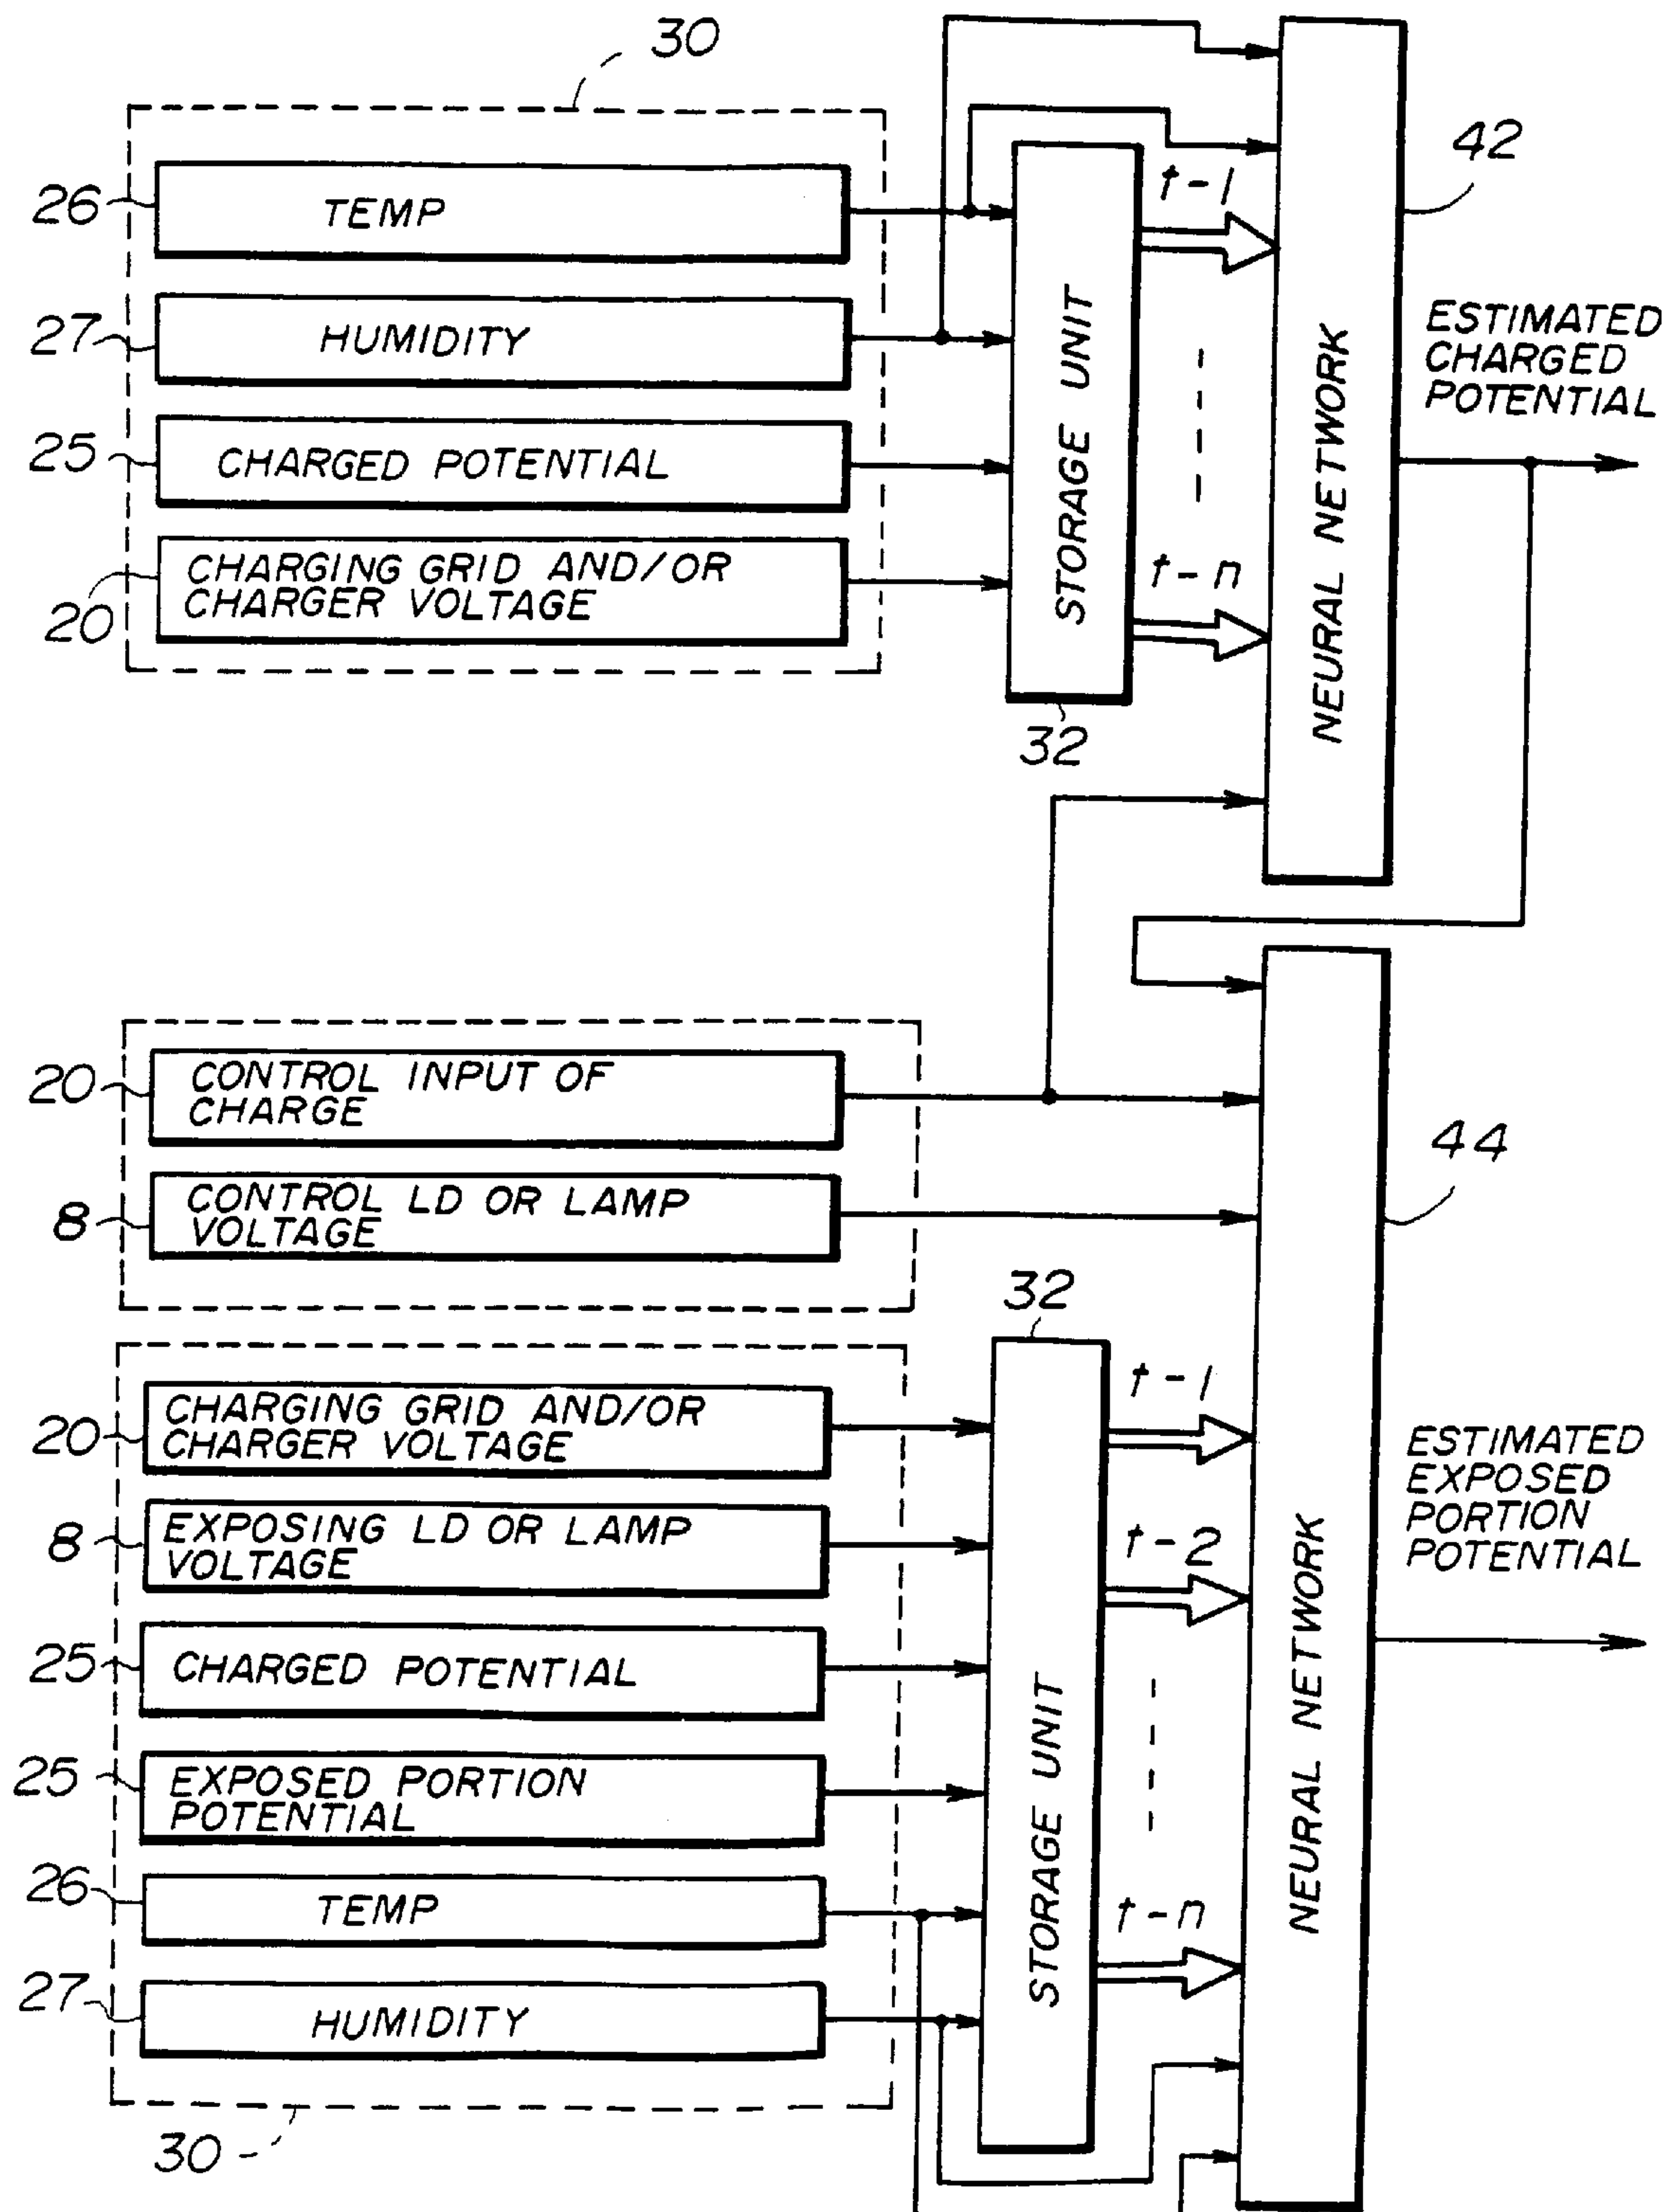 30
26
TEMP
27
HUMIDITY
25
CHARGED POTENTIAL
20
CHARGING GRID AND/OR
CHARGER VOLTAGE
STORAGE UNIT
32
t-1
t-n
NEURAL NETWORK
42
ESTIMATED
CHARGED
POTENTIAL
20
CONTROL INPUT OF
CHARGE
8
CONTROL LD OR LAMP
VOLTAGE
44
32
20
CHARGING GRID AND/OR
CHARGER VOLTAGE
8
EXPOSING LD OR LAMP
VOLTAGE
25
CHARGED POTENTIAL
25
EXPOSED PORTION
POTENTIAL
26
TEMP
27
HUMIDITY
30
STORAGE UNIT
t-1
t-2
t-n
NEURAL NETWORK
ESTIMATED
EXPOSED
PORTION
POTENTIAL